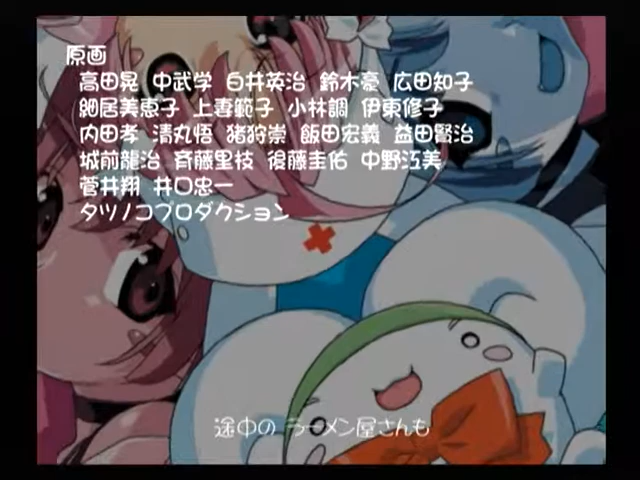 原画
高田晃 中武学 白井英治 鈴木豪 広田知子
細居美恵子 上妻範子 小林調 伊東修子
内田孝 清丸悟 猪狩崇 飯田宏義 益田賢治
城前龍治 斉藤里枝 後藤圭佑 中野江美
菅井翔 井口忠一
タツノコプロダクション
途中の ラーメン屋さんも